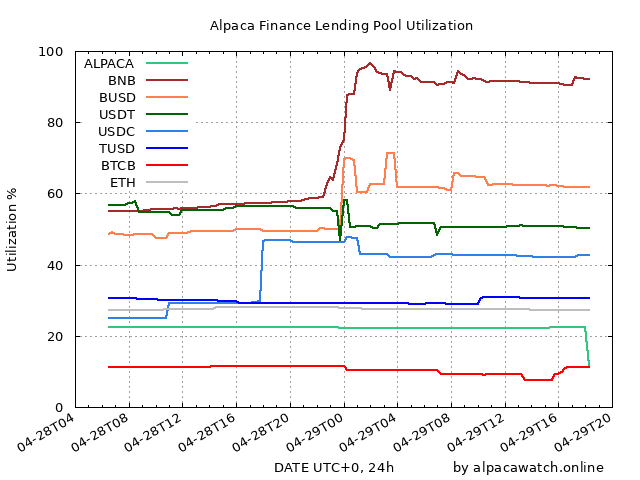 Alpaca Finance Lending Pool Utilization
Utilization %
100
80
60
40
20
0
ALPACA
BNB
BUSD
USDT
USDC
TUSD
BTCB
ETH
04-28T04
04-28T08
04-28T12
04-28T16
04-28T20
04-29T00
04-29T04
04-29T08
04-29T12
04-29T16
04-29T20
DATE UTC+0, 24h
by alpacawatch.online